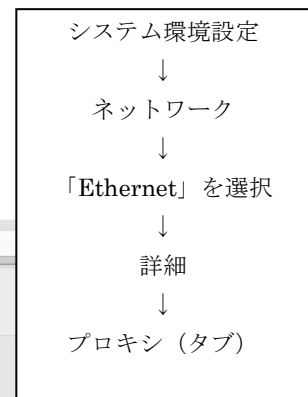 システム環境設定
↓
ネットワーク
↓
「Ethernet」を選択
↓
詳細
↓
プロキシ（タブ）